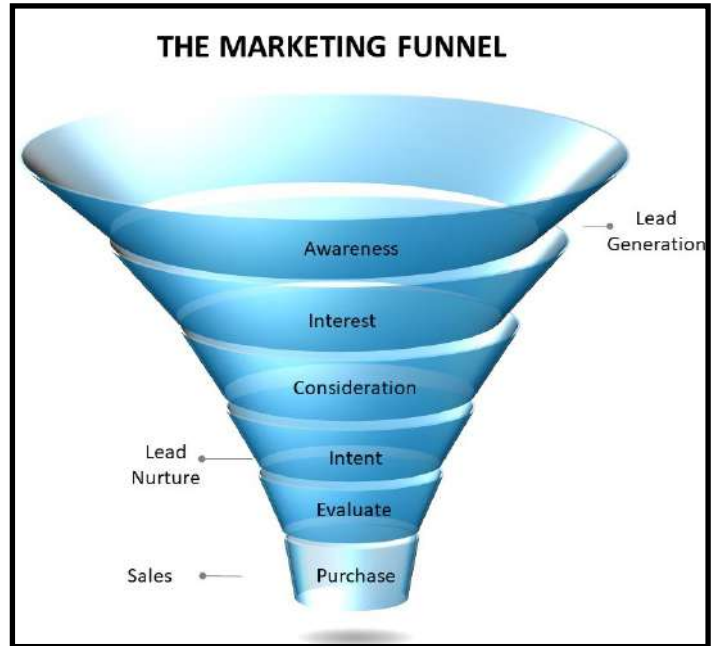 THE MARKETING FUNNEL
Lead
Generation
Awareness
Interest
Consideration
Lead
Nurture
Intent
Evaluate
Sales
Purchase